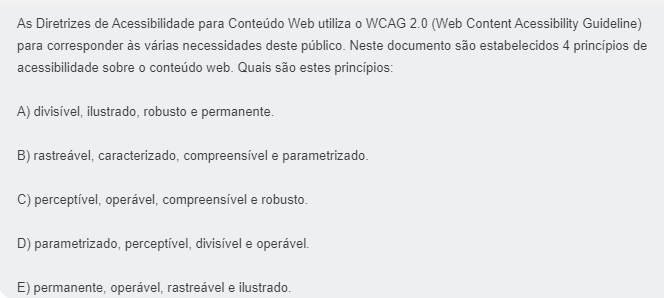 As Diretrizes de Acessibilidade para Conteúdo Web utiliza o WCAG 2.0 (Web Content Acessibility Guideline)
para corresponder às várias necessidades deste público. Neste documento são estabelecidos 4 princípios de
acessibilidade sobre o conteúdo web. Quais são estes princípios:
A) divisível, ilustrado, robusto e permanente.
B) rastreável, caracterizado, compreensível e parametrizado.
C) perceptível, operável, compreensível e robusto.
D) parametrizado, perceptível, divisível e operável.
E) permanente, operável, rastreável e ilustrado.